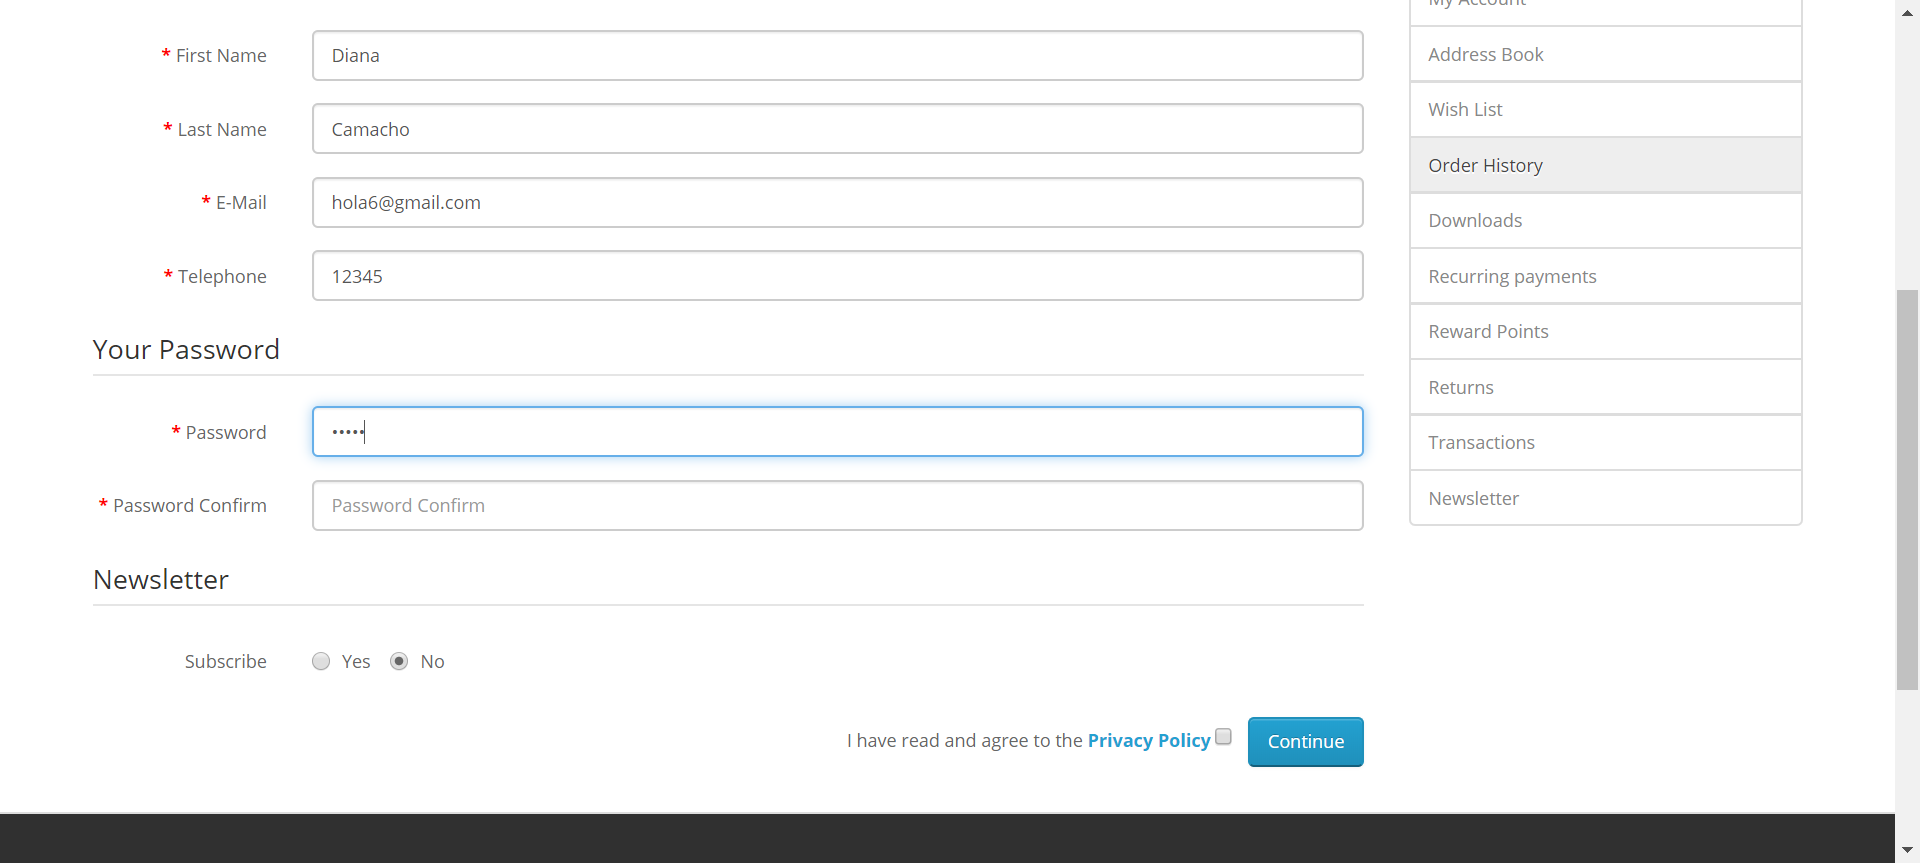 * First Name
Diana
* Last Name
Camacho
* E-Mail
hola6@gmail.com
* Telephone
12345
Your Password
* Password
•••••
* Password Confirm
Password Confirm
Newsletter
Subscribe
Yes
No
I have read and agree to the Privacy Policy
Continue
My Account
Address Book
Wish List
Order History
Downloads
Recurring payments
Reward Points
Returns
Transactions
Newsletter